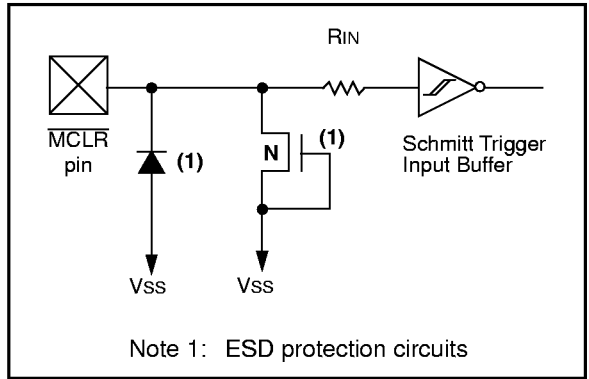 RIN
MCLR
pin
(1)
N
(1)
Schmitt Trigger
Input Buffer
VSS
VSS
Note 1: ESD protection circuits